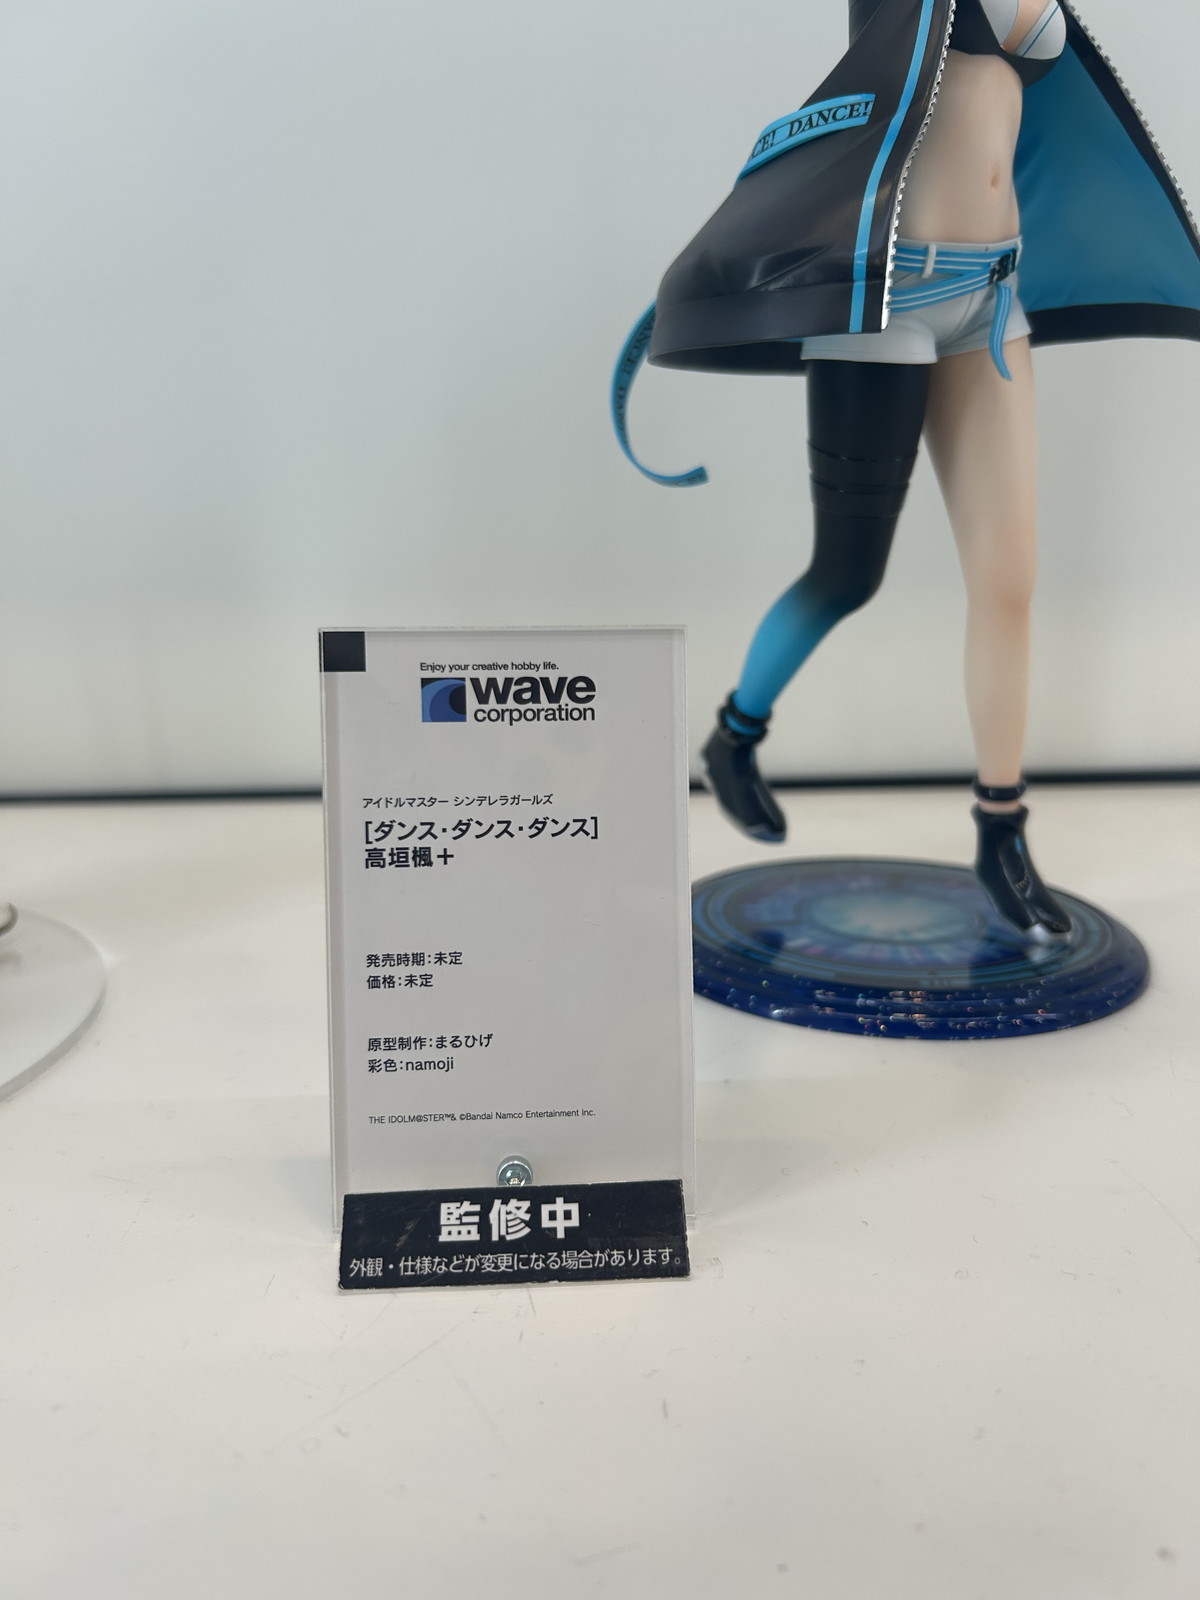 CE! DANCE!
Enjoy your creative hobby life.
wave
corporation
アイドルマスター シンデレラガールズ
[ダンス・ダンス・ダンス]
高垣楓＋
発売時期：未定
価格：未定
原型制作：まるひげ
彩色：namoji
THE IDOLM@STER™& ©Bandai Namco Entertainment Inc.
監修中
外観・仕様などが変更になる場合があります。